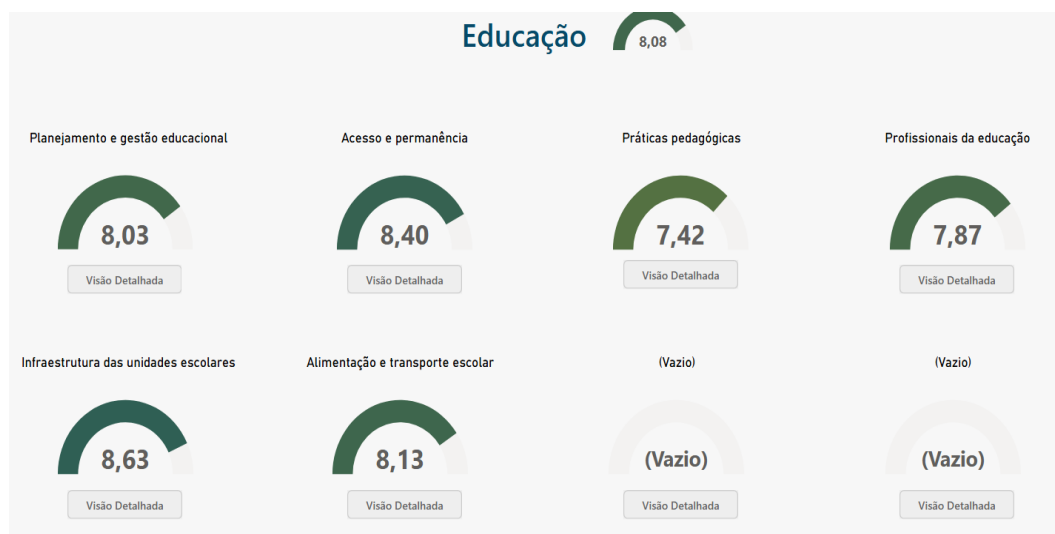 Educação
8,08
Planejamento e gestão educacional
Acesso e permanência
Práticas pedagógicas
Profissionais da educação
8,03
8,40
7,42
7,87
Visão Detalhada
Visão Detalhada
Visão Detalhada
Visão Detalhada
Infraestrutura das unidades escolares
Alimentação e transporte escolar
(Vazio)
(Vazio)
8,63
8,13
(Vazio)
(Vazio)
Visão Detalhada
Visão Detalhada
Visão Detalhada
Visão Detalhada